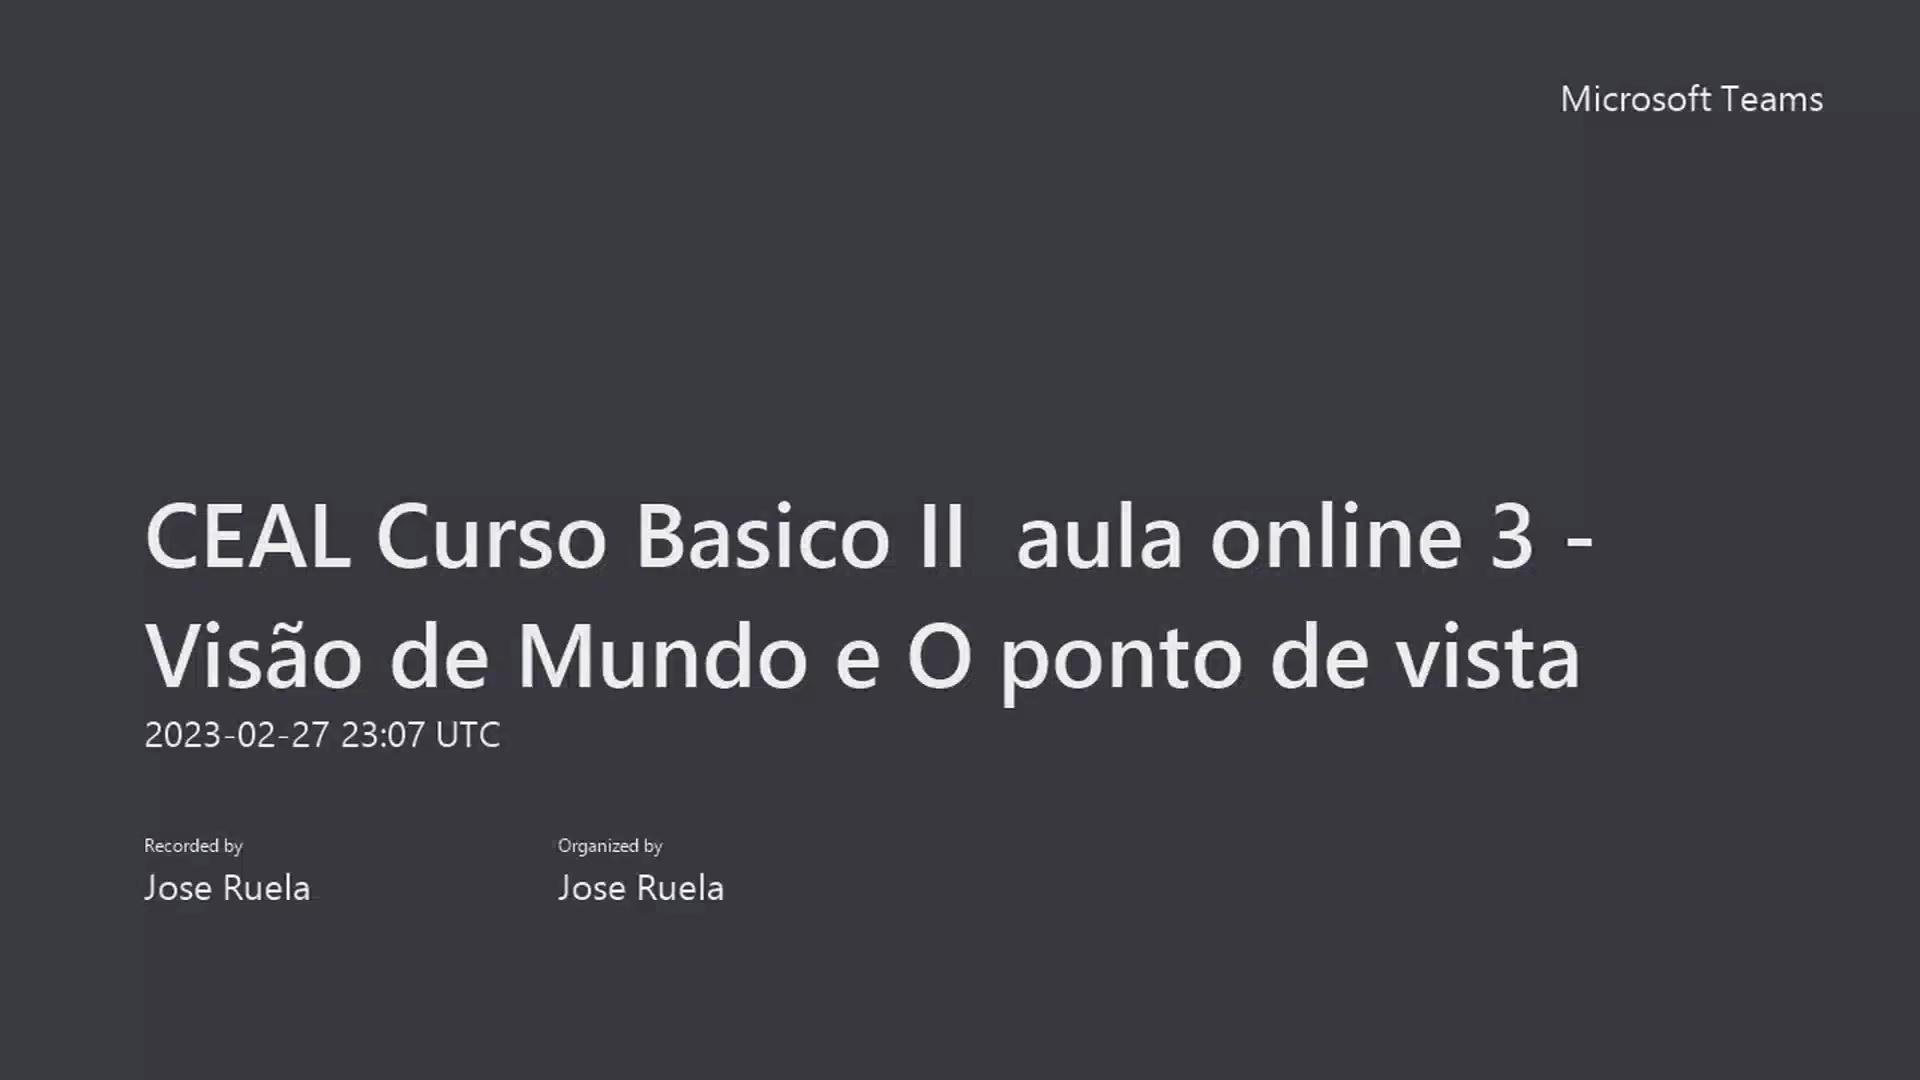 Microsoft Teams
CEAL Curso Basico II  aula online 3 -
Visão de Mundo e O ponto de vista
2023-02-27 23:07 UTC
Recorded by
Jose Ruela
Organized by
Jose Ruela